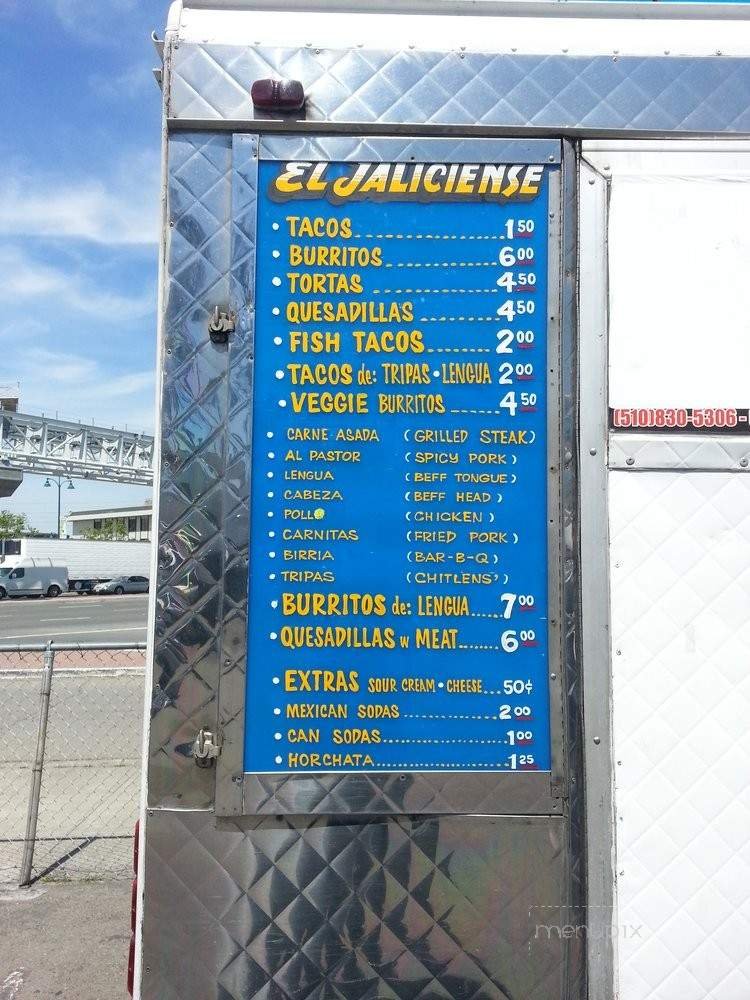 EL JALICIENSE
• TACOS 1 50
• BURRITOS 6 00
• TORTAS 4 50
• QUESADILLAS 4 50
• FISH TACOS 2 00
• TACOS de: TRIPAS • LENGUA 2 00
• VEGGIE BURRITOS 4 50
• CARNE ASADA (GRILLED STEAK)
• AL PASTOR (SPICY PORK)
• LENGUA (BEFF TONGUE)
• CABEZA (BEFF HEAD)
• POLLO (CHICKEN)
• CARNITAS (FRIED PORK)
• BIRRIA (BAR-B-Q)
• TRIPAS (CHITLENS')
• BURRITOS de: LENGUA 7 00
• QUESADILLAS w MEAT 6 00
• EXTRAS SOUR CREAM • CHEESE 50¢
• MEXICAN SODAS 2 00
• CAN SODAS 1 00
• HORCHATA 1 25
(510)830-5306 -
menupix